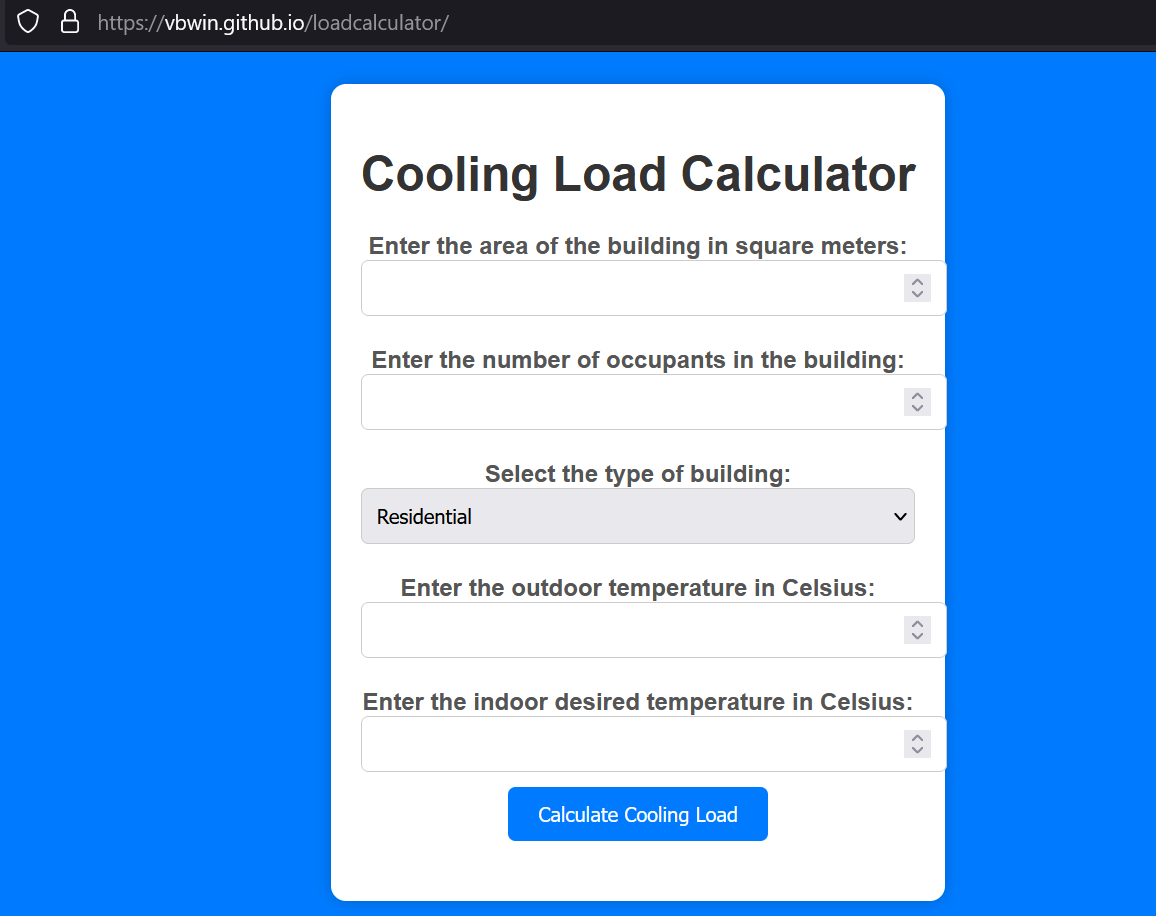 https://vbwin.github.io/loadcalculator/
Cooling Load Calculator
Enter the area of the building in square meters:
Enter the number of occupants in the building:
Select the type of building:
Residential
Enter the outdoor temperature in Celsius:
Enter the indoor desired temperature in Celsius:
Calculate Cooling Load